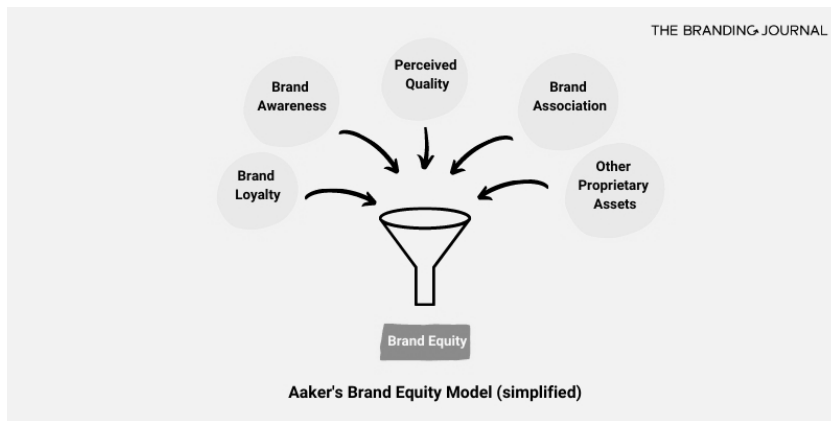 THE BRANDING JOURNAL
Perceived
Quality
Brand
Awareness
Brand
Association
Brand
Loyalty
Other
Proprietary
Assets
Brand Equity
Aaker's Brand Equity Model (simplified)